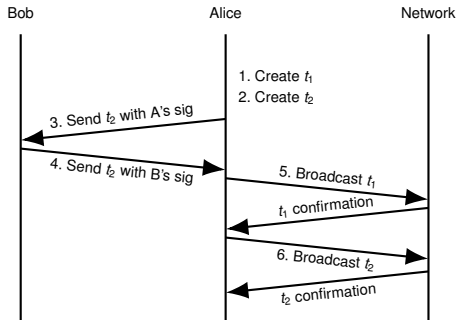 Bob Alice Network
1. Create t₁
2. Create t₂
3. Send t₂ with A's sig
4. Send t₂ with B's sig
5. Broadcast t₁
t₁ confirmation
6. Broadcast t₂
t₂ confirmation